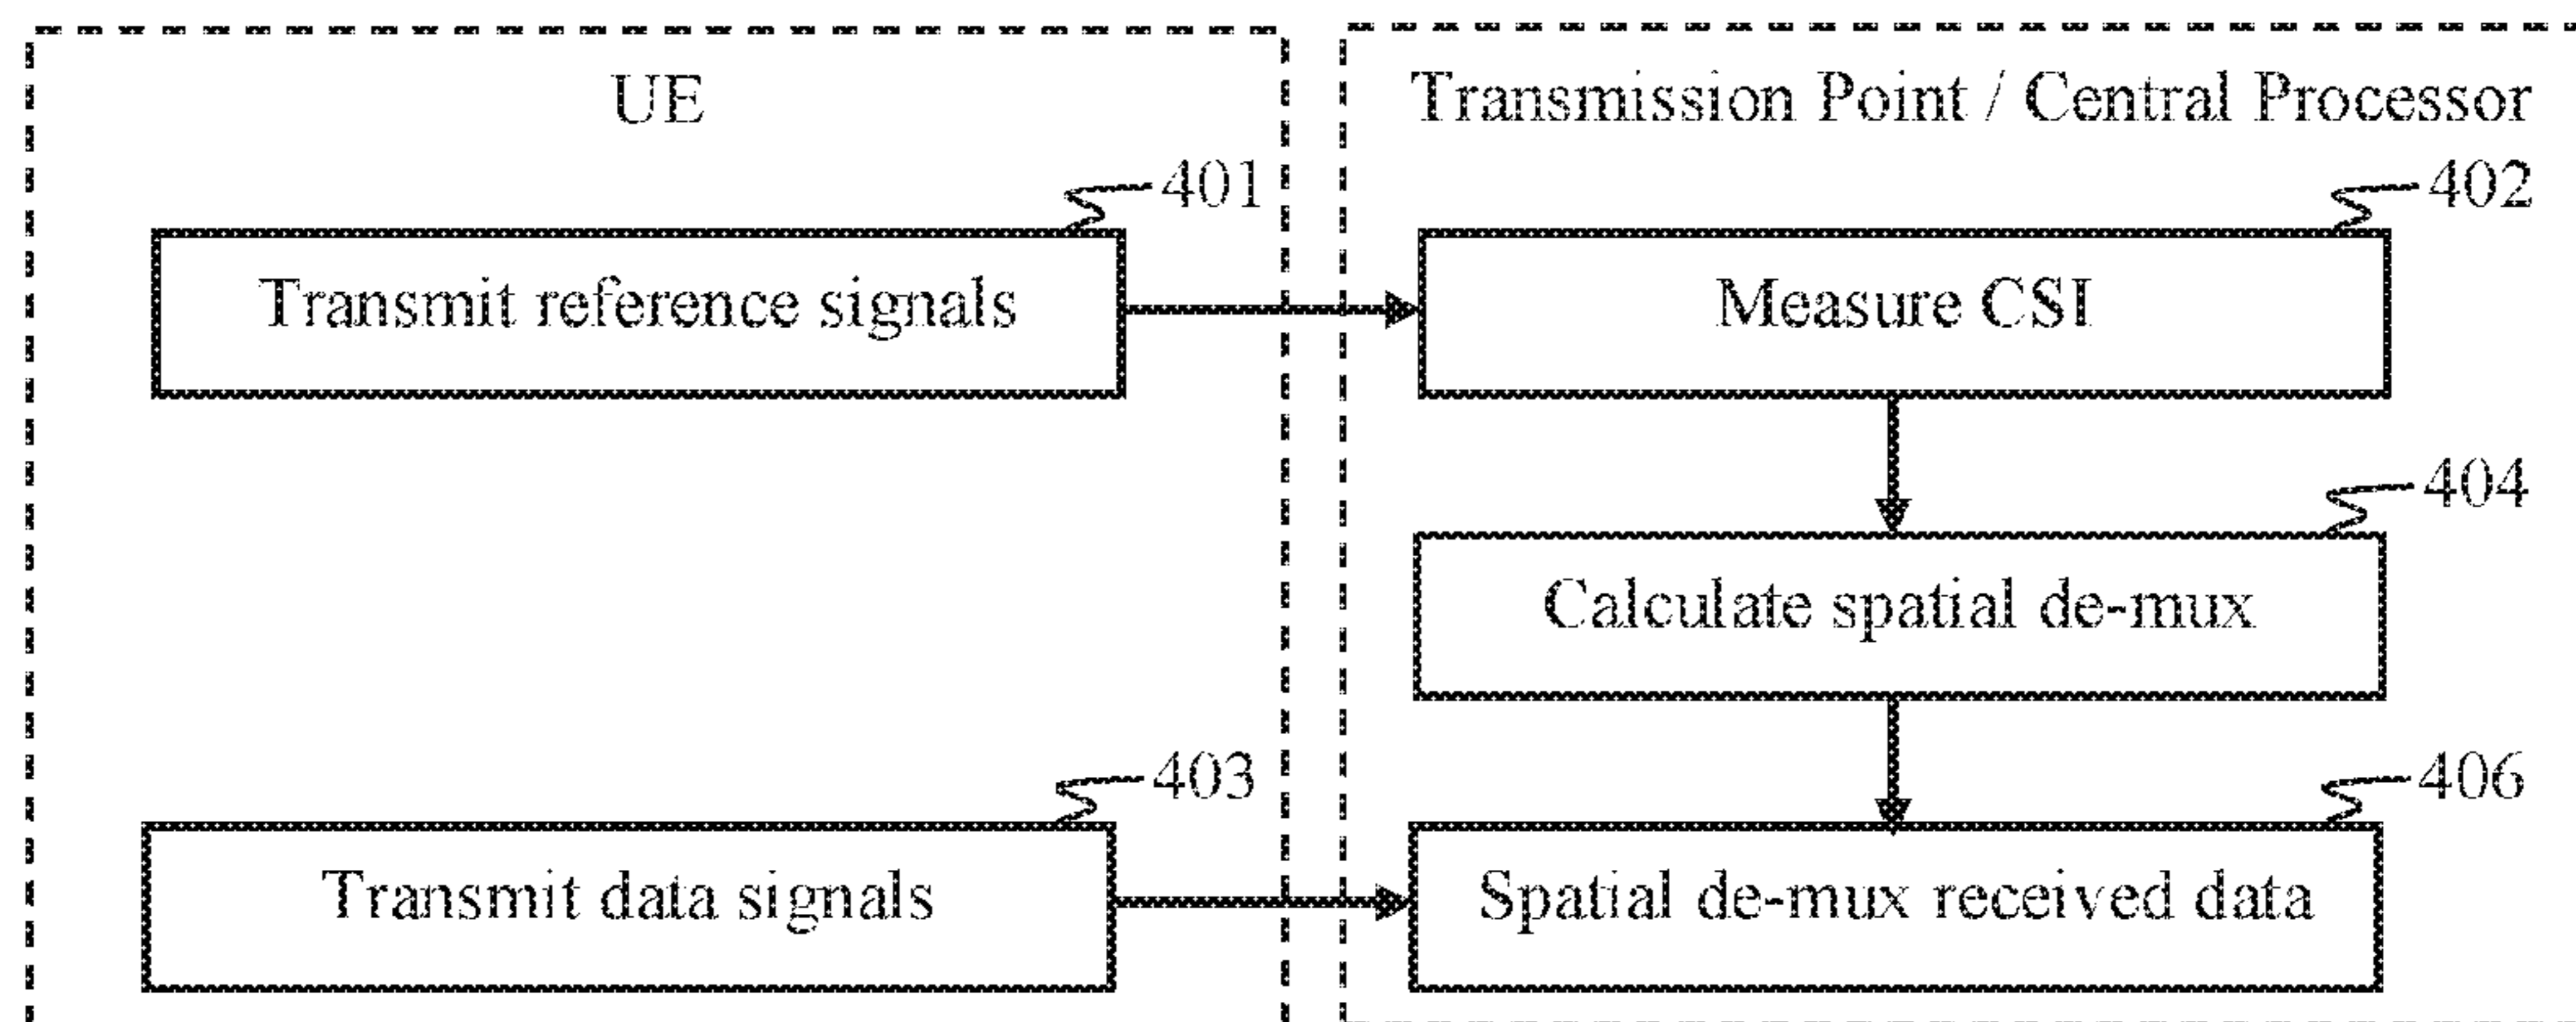 UE
Transmission Point / Central Processor
401
402
Transmit reference signals
Measure CSI
404
Calculate spatial de-mux
403
406
Transmit data signals
Spatial de-mux received data